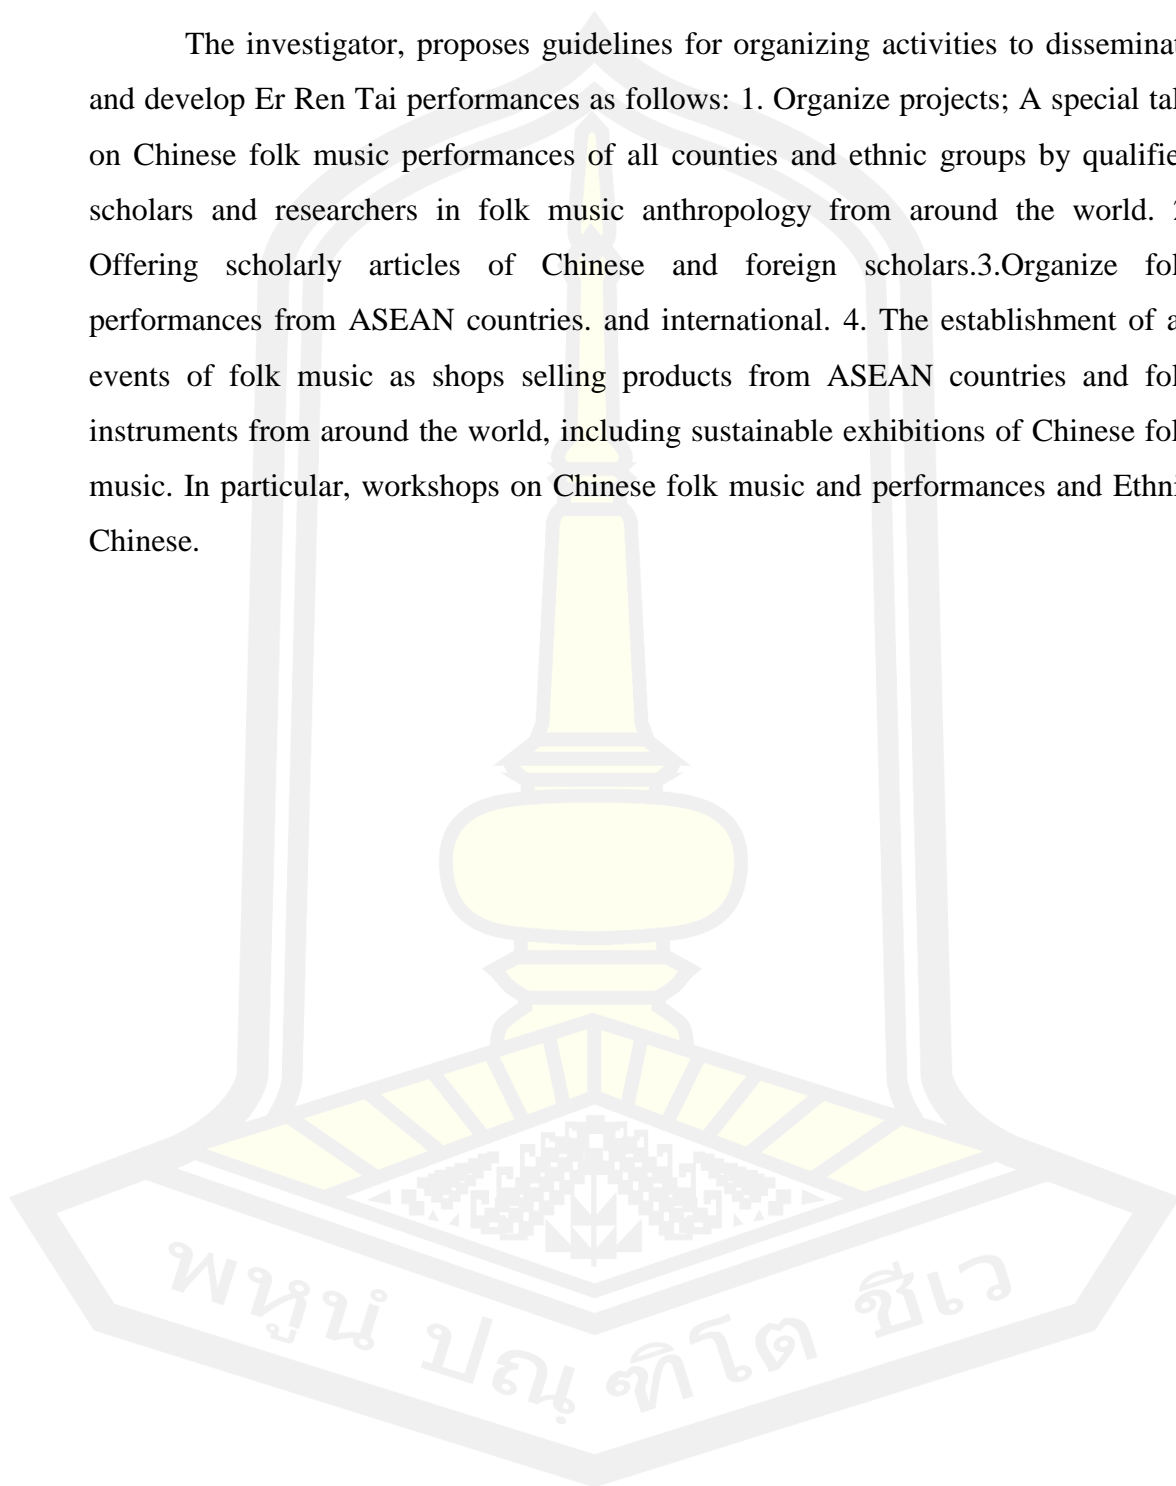 The investigator, proposes guidelines for organizing activities to disseminat
and develop Er Ren Tai performances as follows: 1. Organize projects; A special tal
on Chinese folk music performances of all counties and ethnic groups by qualifie
scholars and researchers in folk music anthropology from around the world. 2
Offering scholarly articles of Chinese and foreign scholars.3.Organize fol
performances from ASEAN countries. and international. 4. The establishment of a
events of folk music as shops selling products from ASEAN countries and fol
instruments from around the world, including sustainable exhibitions of Chinese fol
music. In particular, workshops on Chinese folk music and performances and Ethni
Chinese.
พหูนํ ปณฺ ฑิโต ชีเว